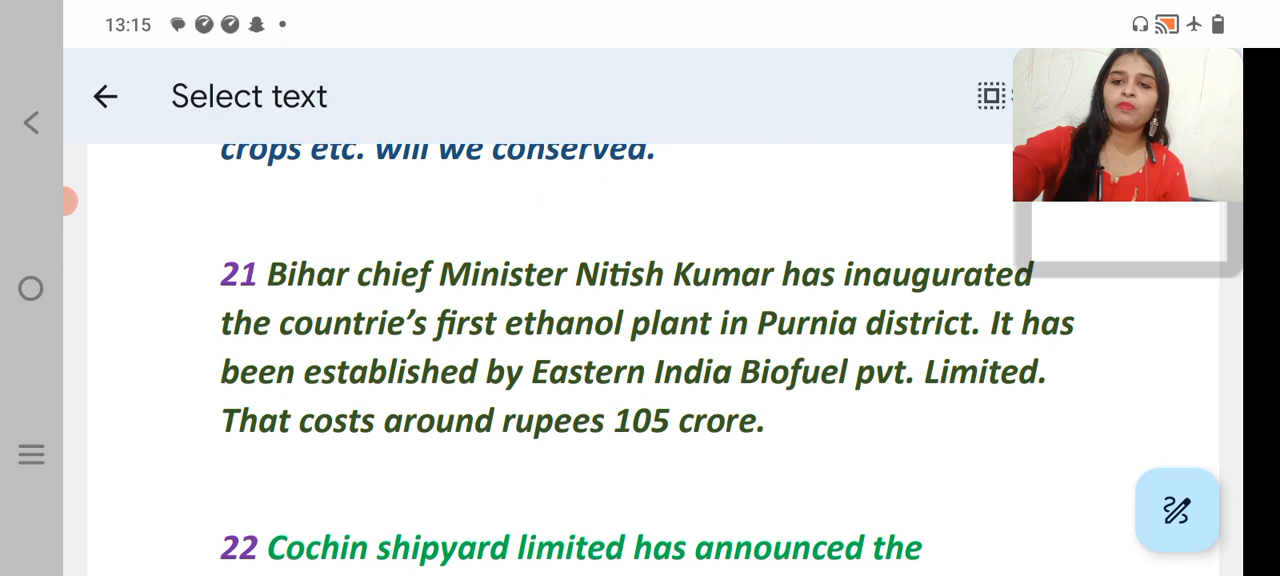 13:15
Select text
crops etc. will we conserved.
21 Bihar chief Minister Nitish Kumar has inaugurated
the countrie’s first ethanol plant in Purnia district. It has
been established by Eastern India Biofuel pvt. Limited.
That costs around rupees 105 crore.
22 Cochin shipyard limited has announced the